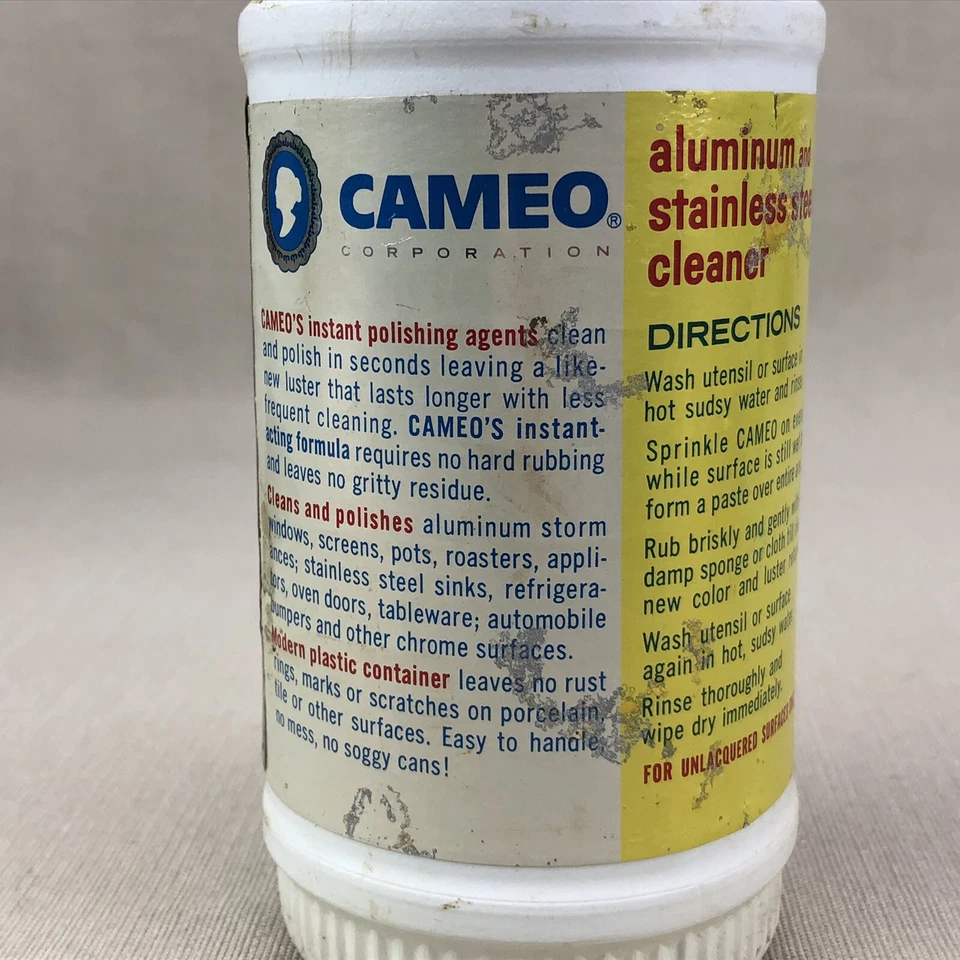 CAMEO®
CORPORATION
CAMEO'S instant polishing agents clean
and polish in seconds leaving a like-
new luster that lasts longer with less
frequent cleaning. CAMEO'S instant-
acting formula requires no hard rubbing
and leaves no gritty residue.
Cleans and polishes aluminum storm
windows, screens, pots, roasters, appli-
ances; stainless steel sinks, refrigera-
tors, oven doors, tableware; automobile
bumpers and other chrome surfaces.
Modern plastic container leaves no rust
rings, marks or scratches on porcelain,
tile or other surfaces. Easy to handle,
no mess, no soggy cans!
aluminum and
stainless stee
cleaner
DIRECTIONS
Wash utensil or surface in
hot sudsy water and rinse
Sprinkle CAMEO on
while surface is still
form a paste over entire
Rub briskly and gently
damp sponge or cloth till
new color and luster
Wash utensil or surface
again in hot, sudsy water
Rinse thoroughly and
wipe dry immediately.
FOR UNLACQUERED SURFACES